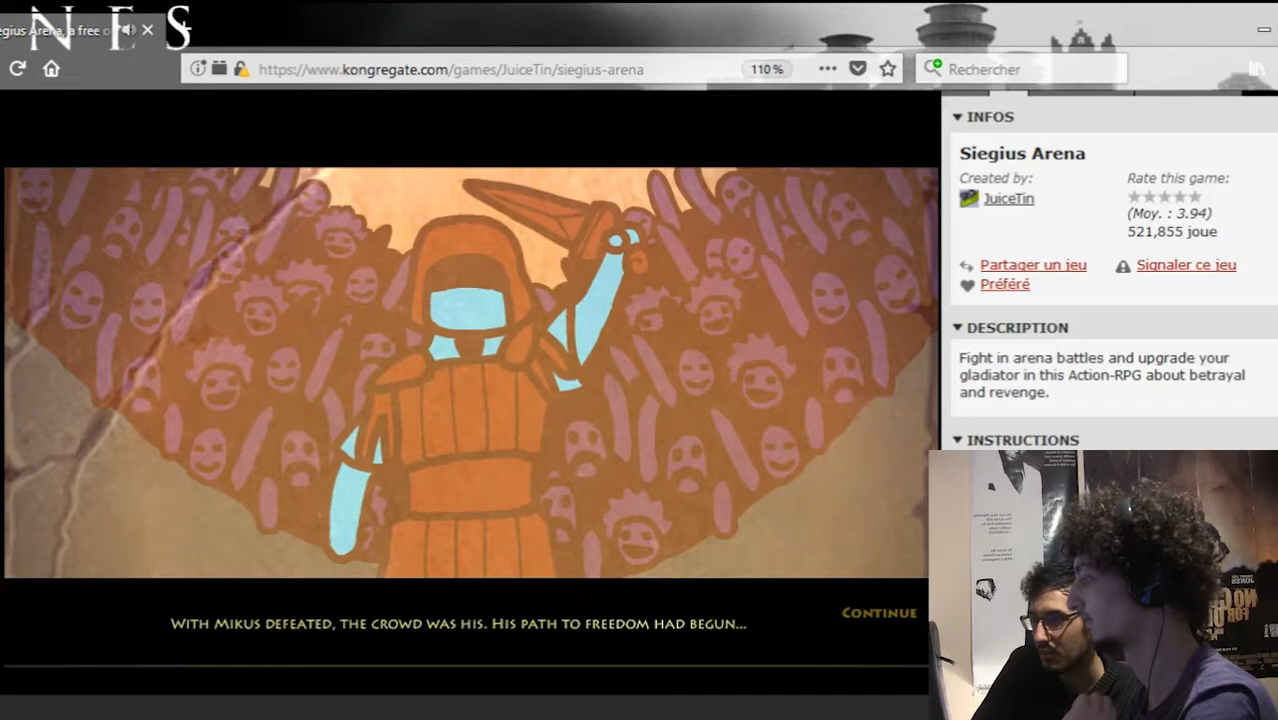 N E S
egius Arena, a free o
https://www.kongregate.com/games/JuiceTin/siegius-arena
110%
Rechercher
INFOS
Siegius Arena
Created by:
JuiceTin
Rate this game:
(Moy. : 3.94)
521,855 joue
Partager un jeu
Signaler ce jeu
Préféré
DESCRIPTION
Fight in arena battles and upgrade your
gladiator in this Action-RPG about betrayal
and revenge.
INSTRUCTIONS
CONTINUE
WITH MIKUS DEFEATED, THE CROWD WAS HIS. HIS PATH TO FREEDOM HAD BEGUN...